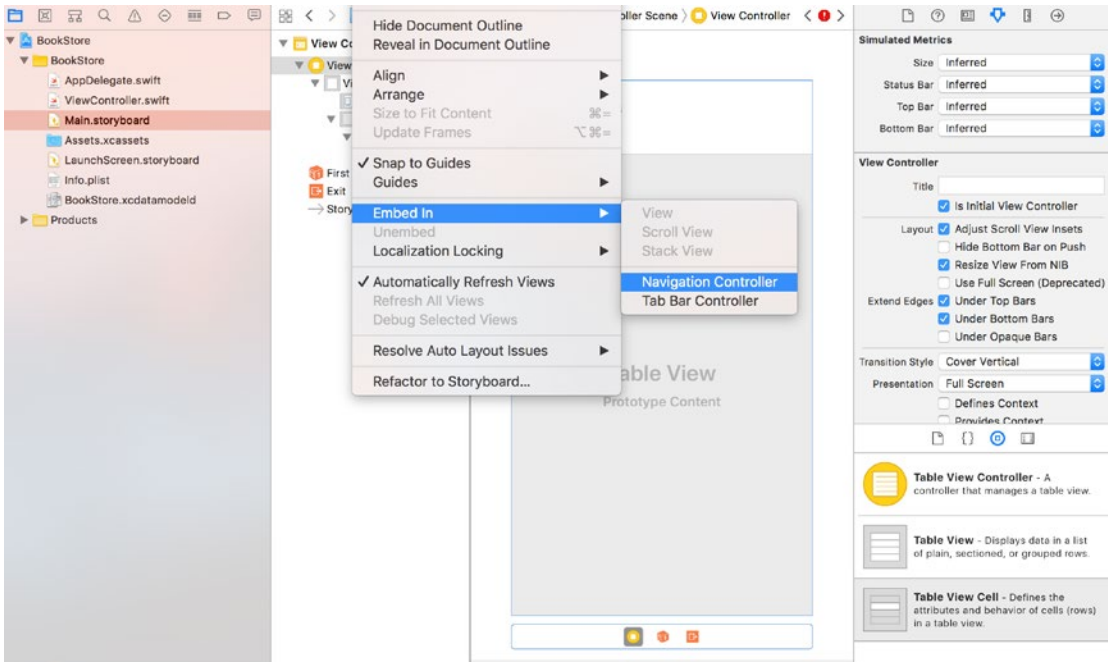 BookStore
BookStore
AppDelegate.swift
ViewController.swift
Main.storyboard
Assets.xcassets
LaunchScreen.storyboard
Info.plist
BookStore.xcdatamodeld
Products
View
View
First
Exit
Story
Hide Document Outline
Reveal in Document Outline
Align
Arrange
Size to Fit Content ⌘=
Update Frames ⌥⌘=
Snap to Guides
Guides
Embed In
Unembed
Localization Locking
Automatically Refresh Views
Refresh All Views
Debug Selected Views
Resolve Auto Layout Issues
Refactor to Storyboard...
View
Scroll View
Stack View
Navigation Controller
Tab Bar Controller
oller Scene 〉 View Controller
able View
Prototype Content
Simulated Metrics
Size Inferred
Status Bar Inferred
Top Bar Inferred
Bottom Bar Inferred
View Controller
Title
Is Initial View Controller
Layout Adjust Scroll View Insets
Hide Bottom Bar on Push
Resize View From NIB
Use Full Screen (Deprecated)
Extend Edges Under Top Bars
Under Bottom Bars
Under Opaque Bars
Transition Style Cover Vertical
Presentation Full Screen
Defines Context
Provides Context
Table View Controller - A
controller that manages a table view.
Table View - Displays data in a list
of plain, sectioned, or grouped rows.
Table View Cell - Defines the
attributes and behavior of cells (rows)
in a table view.